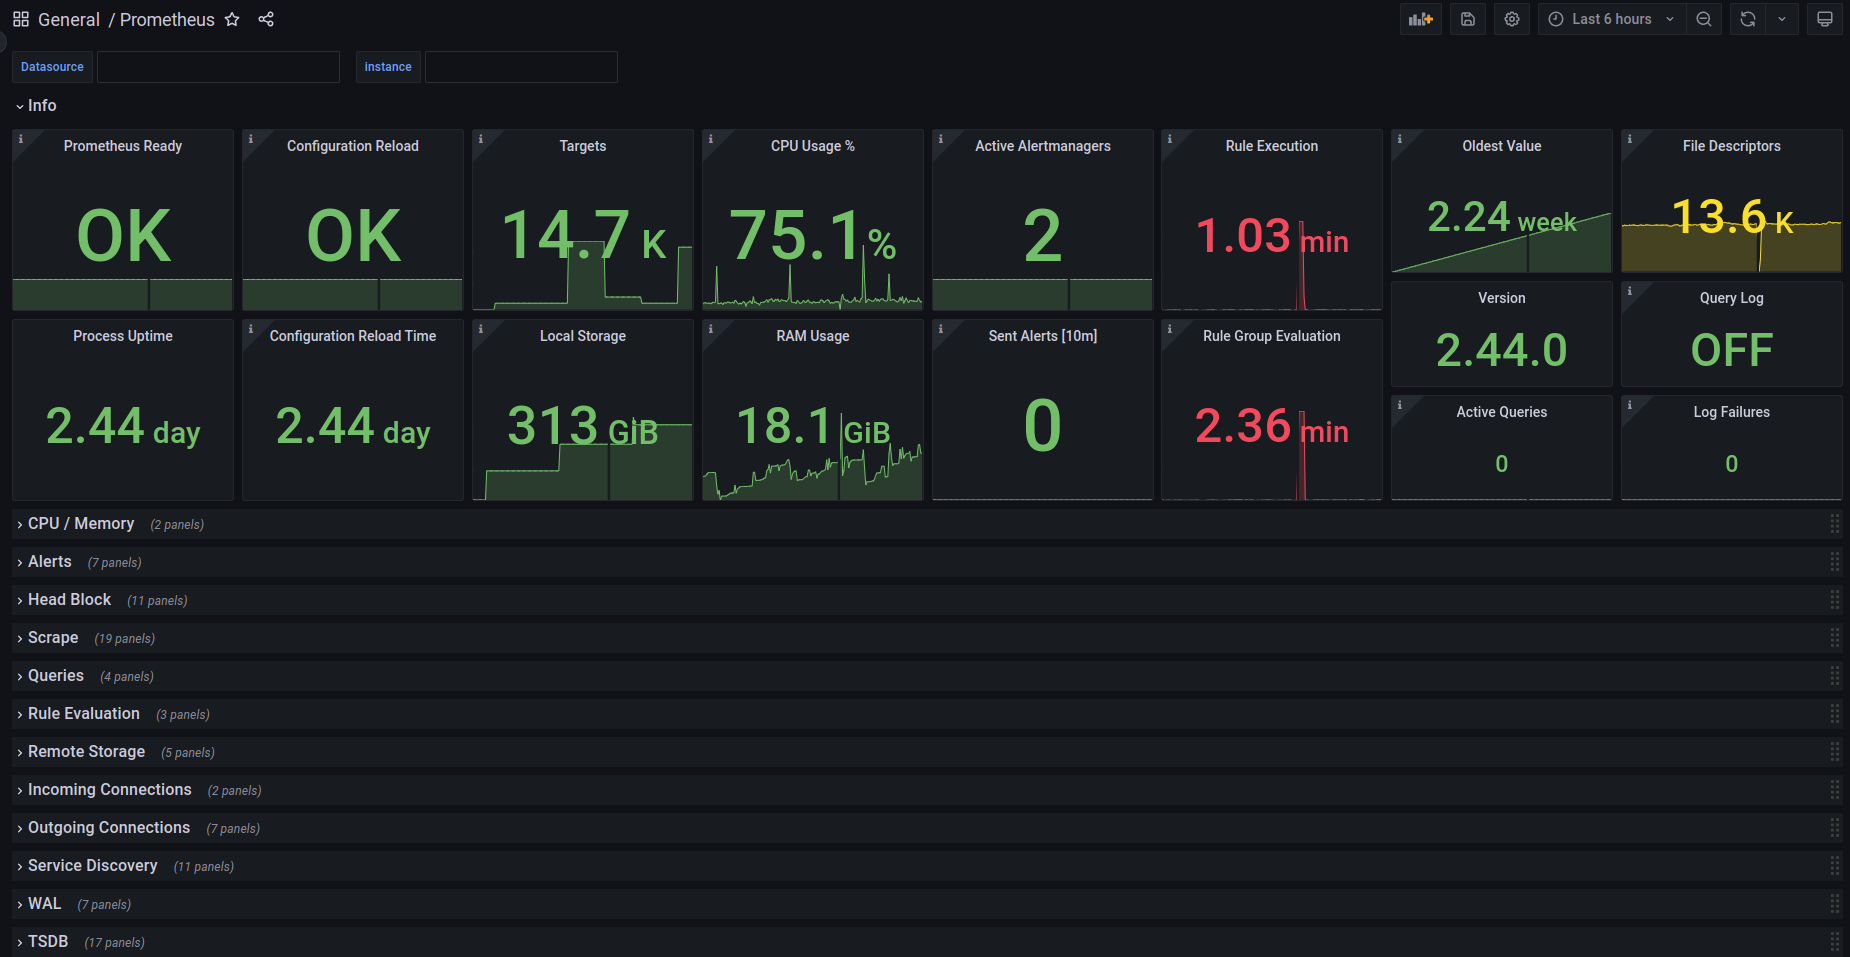 General / Prometheus
Last 6 hours
Datasource
instance
Info
Prometheus Ready
OK
Configuration Reload
OK
Targets
14.7 K
CPU Usage %
75.1%
Active Alertmanagers
2
Rule Execution
1.03 min
Oldest Value
2.24 week
File Descriptors
13.6 K
Version
2.44.0
Query Log
OFF
Process Uptime
2.44 day
Configuration Reload Time
2.44 day
Local Storage
313 GiB
RAM Usage
18.1 GiB
Sent Alerts [10m]
0
Rule Group Evaluation
2.36 min
Active Queries
0
Log Failures
0
CPU / Memory (2 panels)
Alerts (7 panels)
Head Block (11 panels)
Scrape (19 panels)
Queries (4 panels)
Rule Evaluation (3 panels)
Remote Storage (5 panels)
Incoming Connections (2 panels)
Outgoing Connections (7 panels)
Service Discovery (11 panels)
WAL (7 panels)
TSDB (17 panels)